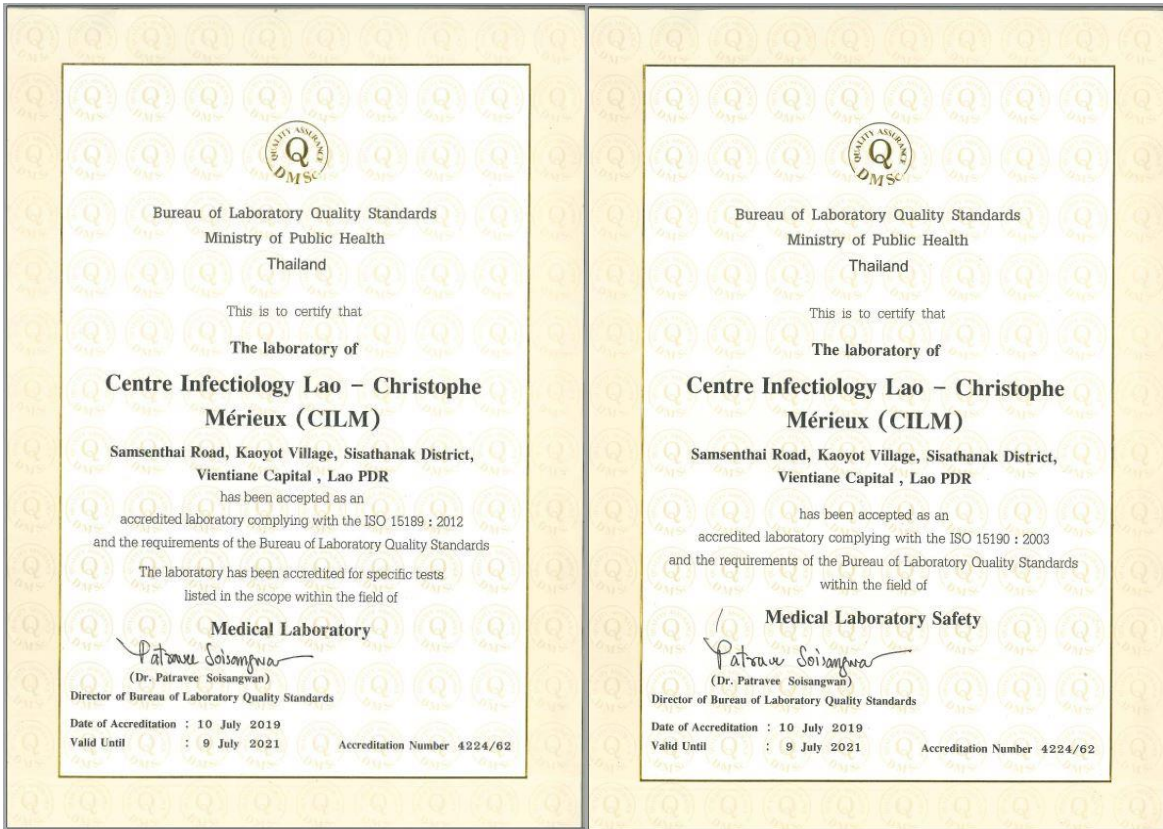 QUALITY ASSURANCE
Q
DMSc
Bureau of Laboratory Quality Standards
Ministry of Public Health
Thailand
This is to certify that
The laboratory of
Centre Infectiology Lao – Christophe
Mérieux (CILM)
Samsenthai Road, Kaoyot Village, Sisathanak District,
Vientiane Capital , Lao PDR
has been accepted as an
accredited laboratory complying with the ISO 15189 : 2012
and the requirements of the Bureau of Laboratory Quality Standards
The laboratory has been accredited for specific tests
listed in the scope within the field of
Medical Laboratory
Patravee Soisangwan
(Dr. Patravee Soisangwan)
Director of Bureau of Laboratory Quality Standards
Date of Accreditation : 10 July 2019
Valid Until : 9 July 2021 Accreditation Number 4224/62
QUALITY ASSURANCE
Q
DMSc
Bureau of Laboratory Quality Standards
Ministry of Public Health
Thailand
This is to certify that
The laboratory of
Centre Infectiology Lao – Christophe
Mérieux (CILM)
Samsenthai Road, Kaoyot Village, Sisathanak District,
Vientiane Capital , Lao PDR
has been accepted as an
accredited laboratory complying with the ISO 15190 : 2003
and the requirements of the Bureau of Laboratory Quality Standards
within the field of
Medical Laboratory Safety
Patravee Soisangwan
(Dr. Patravee Soisangwan)
Director of Bureau of Laboratory Quality Standards
Date of Accreditation : 10 July 2019
Valid Until : 9 July 2021 Accreditation Number 4224/62